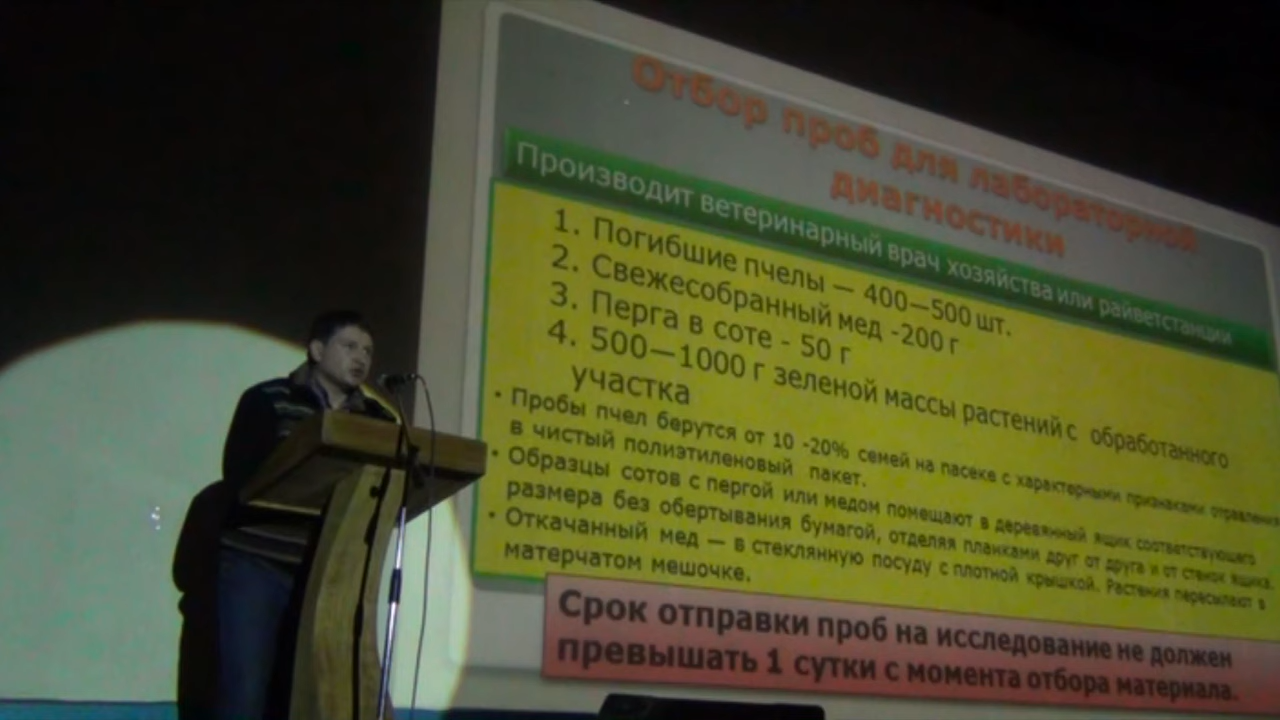 Отбор проб для лабораторной
диагностики
Производит ветеринарный врач хозяйства или райветстанции
1. Погибшие пчелы — 400—500 шт.
2. Свежесобранный мед -200 г
3. Перга в соте - 50 г
4. 500—1000 г зеленой массы растений с обработанного
участка
• Пробы пчел берутся от 10 -20% семей на пасеке с характерными признаками отравления
в чистый полиэтиленовый пакет.
• Образцы сотов с пергой или медом помещают в деревянный ящик соответствующего
размера без обертывания бумагой, отделяя планками друг от друга и от стенок ящика.
• Откачанный мед — в стеклянную посуду с плотной крышкой. Растения пересылают в
матерчатом мешочке.
Срок отправки проб на исследование не должен
превышать 1 сутки с момента отбора материала.